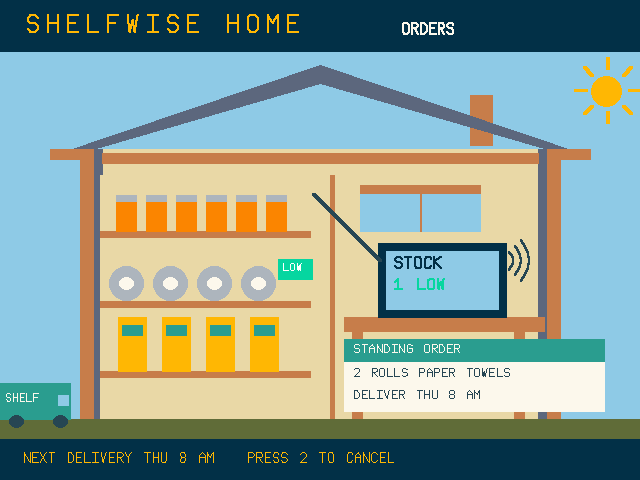 SHELFWISE HOME
ORDERS
LOW
STOCK
1 LOW
STANDING ORDER
2 ROLLS PAPER TOWELS
DELIVER THU 8 AM
SHELF
NEXT DELIVERY THU 8 AM
PRESS 2 TO CANCEL